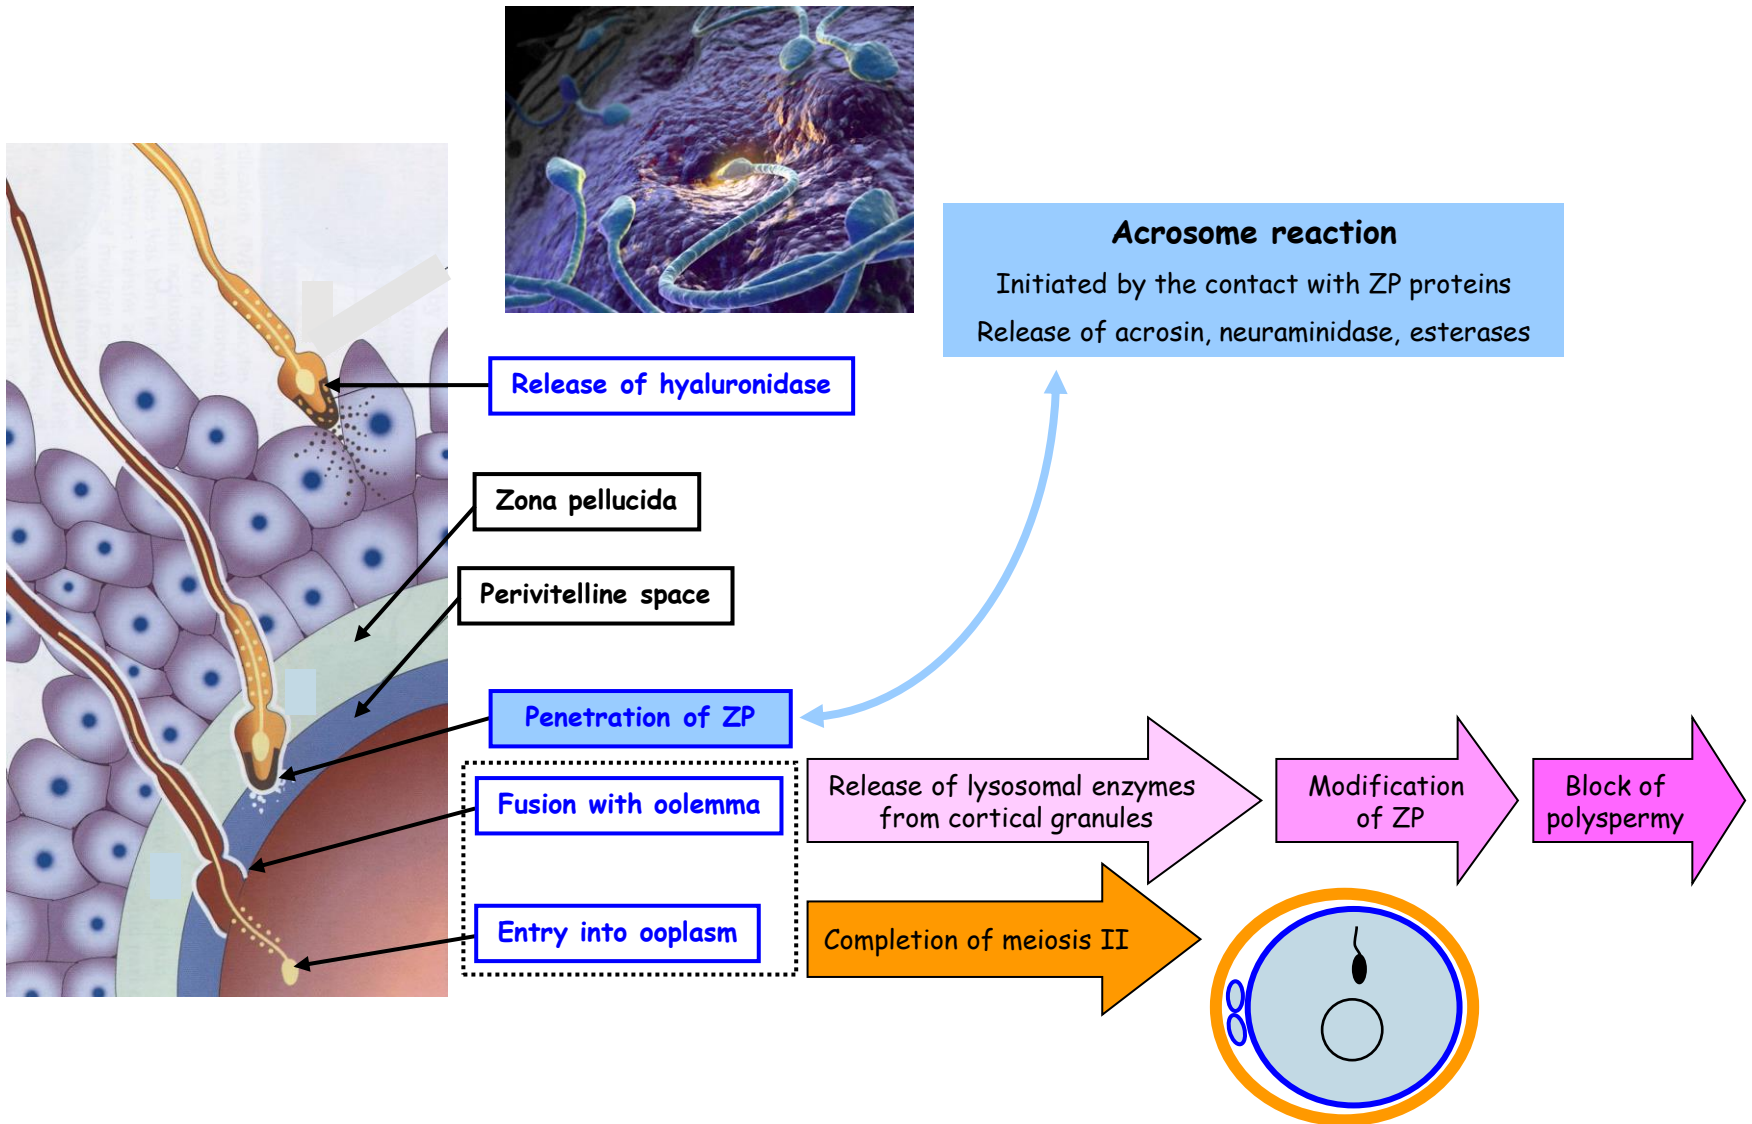 Acrosome reaction
Initiated by the contact with ZP proteins
Release of acrosin, neuraminidase, esterases
Release of hyaluronidase
Zona pellucida
Perivitelline space
Penetration of ZP
Fusion with oolemma
Entry into ooplasm
Release of lysosomal enzymes
from cortical granules
Modification
of ZP
Block of
polyspermy
Completion of meiosis II